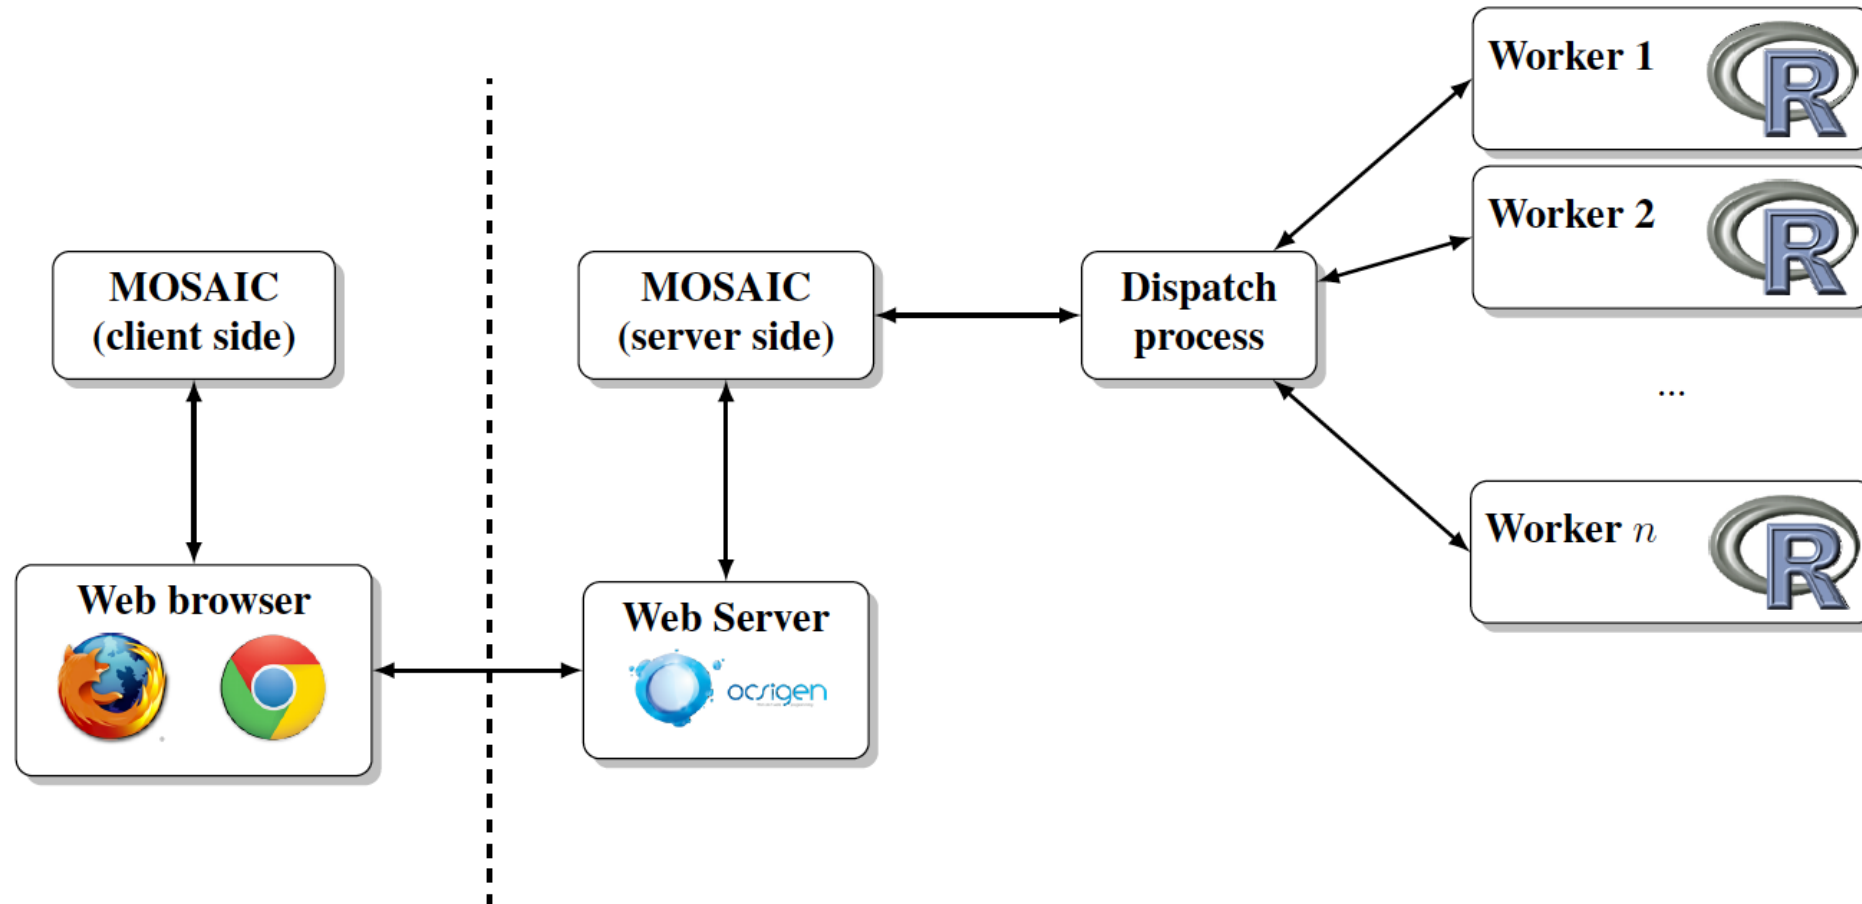 MOSAIC
(client side)
Web browser
MOSAIC
(server side)
Web Server
ocsigen
Dispatch
process
Worker 1
R
Worker 2
R
...
Worker n
R